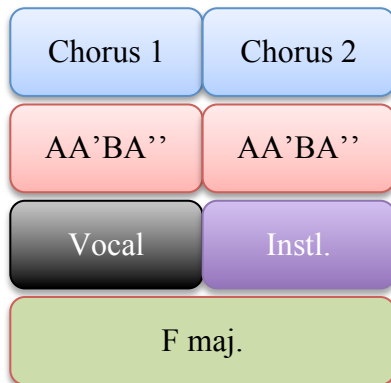 Chorus 1 Chorus 2
AA’BA’’ AA’BA’’
Vocal Instl.
F maj.